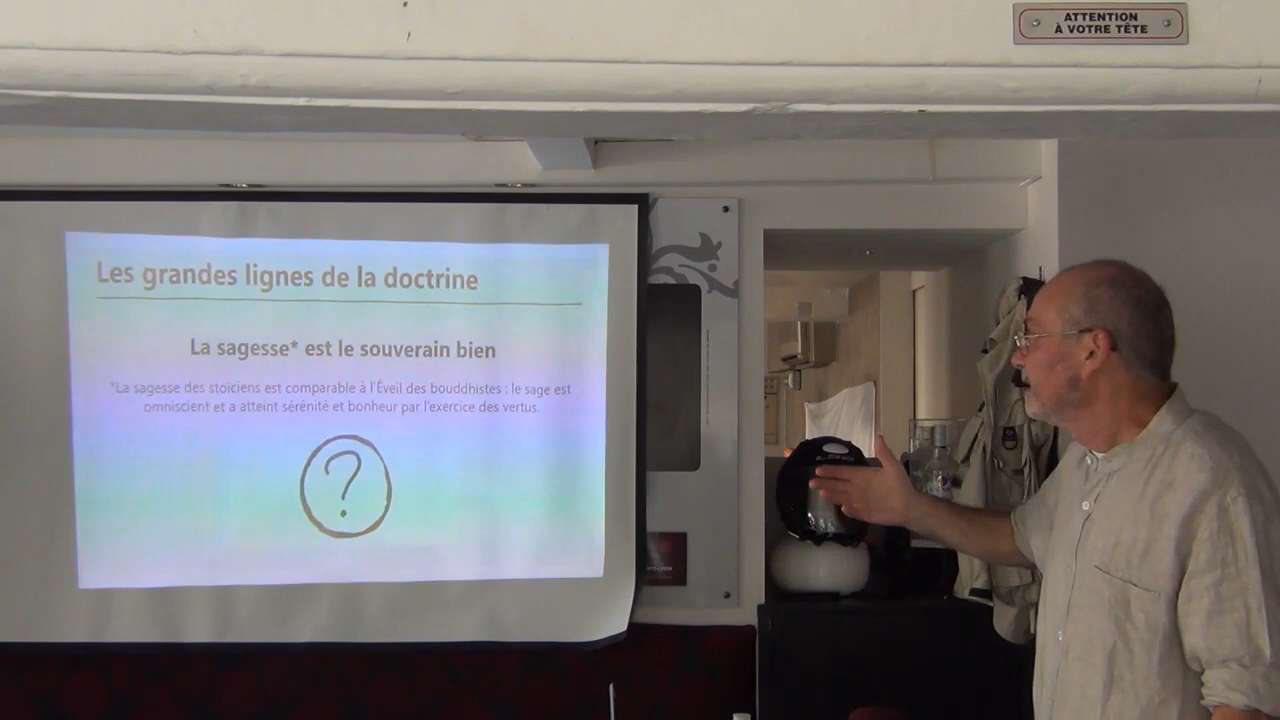 ATTENTION
À VOTRE TÊTE
Les grandes lignes de la doctrine
La sagesse* est le souverain bien
*La sagesse des stoïciens est comparable à l'Éveil des bouddhistes : le sage est
omniscient et a atteint sérénité et bonheur par l'exercice des vertus.
?